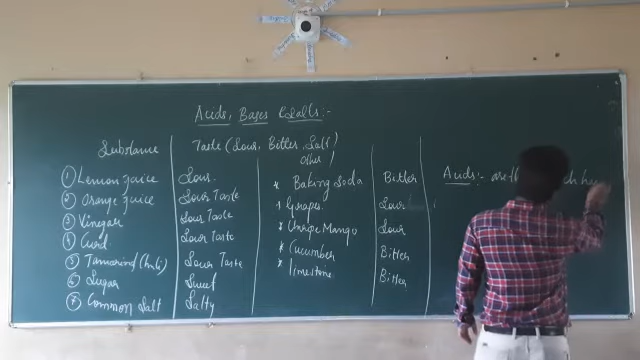 Acids, Bases & Salts:-
Substance Taste (Sour, Bitter, Salt)
other
① Lemon juice Sour.
② Orange juice Sour Taste
③ Vinegar Sour Taste
④ Curd Sour Taste
⑤ Tamarind (Imli) Sour Taste
⑥ Sugar Sweet
⑦ Common Salt Salty
* Baking Soda Bitter
* Grapes. Sour
* Unripe Mango Sour
* Cucumber Bitter
* limestone Bitter
Acids:- are